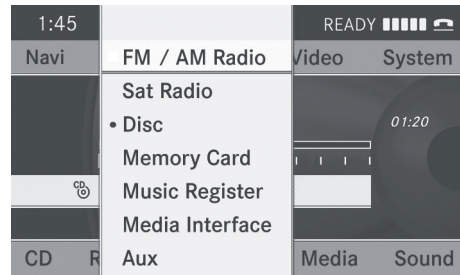 1:45 READY
Navi FM / AM Radio Video System
Sat Radio
• Disc 01:20
Memory Card
CD Music Register
Media Interface
CD R Aux Media Sound